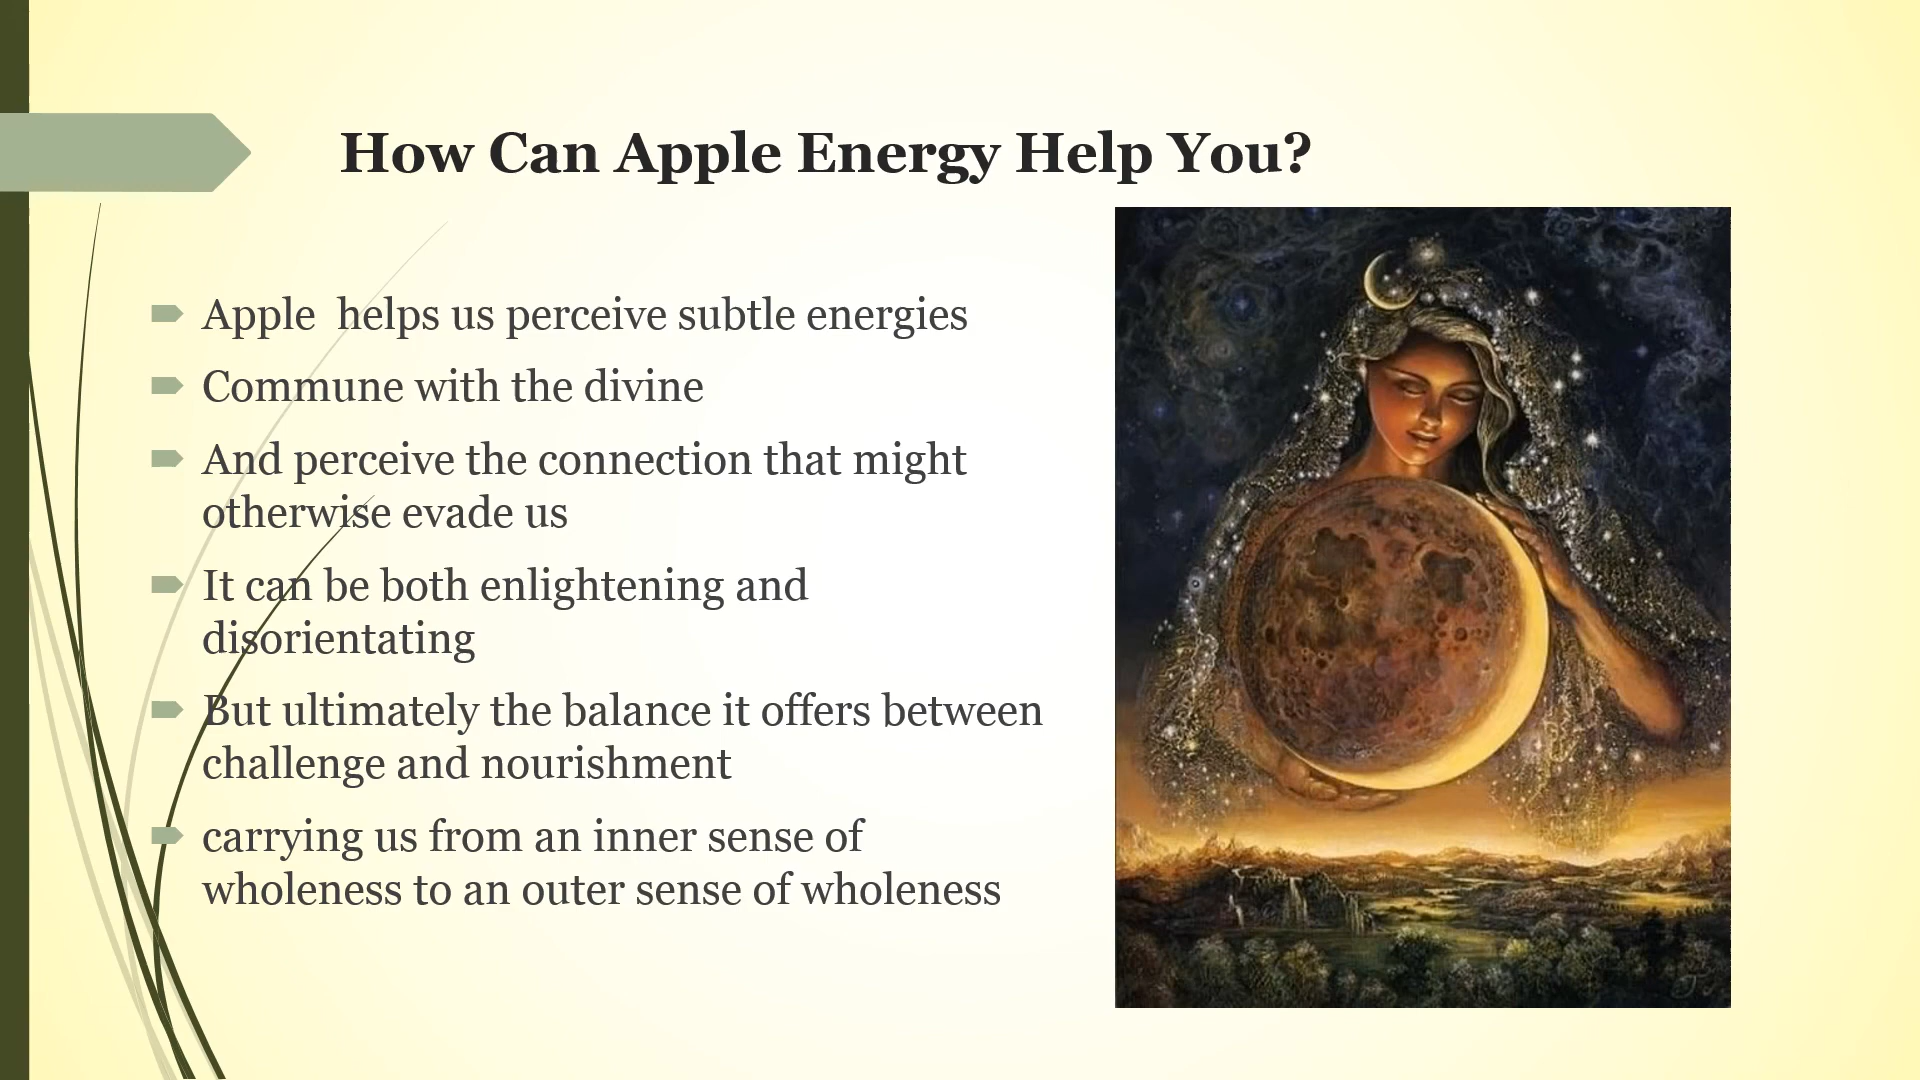 How Can Apple Energy Help You?
Apple  helps us perceive subtle energies
Commune with the divine
And perceive the connection that might
otherwise evade us
It can be both enlightening and
disorientating
But ultimately the balance it offers between
challenge and nourishment
carrying us from an inner sense of
wholeness to an outer sense of wholeness